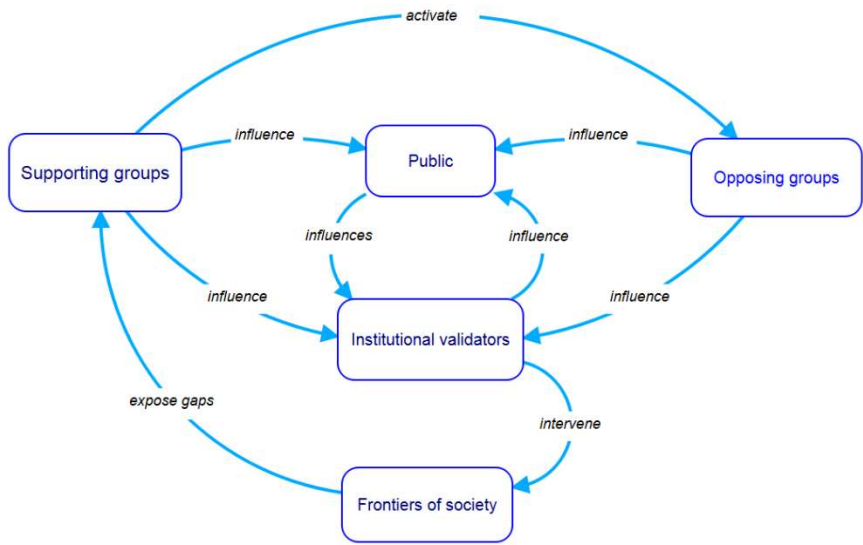 activate
influence
influence
Public
Supporting groups
Opposing groups
influences
influence
influence
influence
Institutional validators
expose gaps
intervene
Frontiers of society